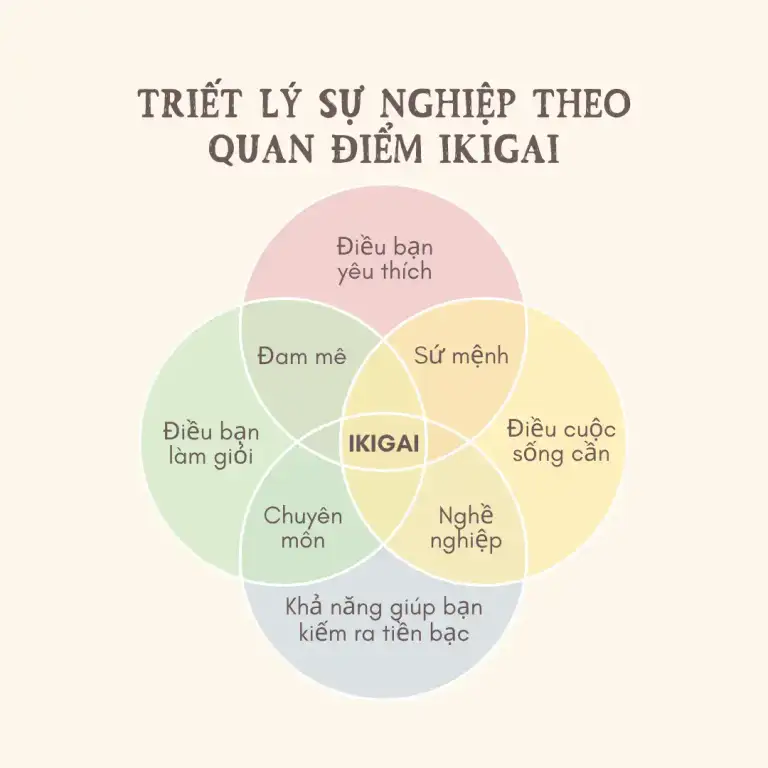 TRIẾT LÝ SỰ NGHIỆP THEO
QUAN ĐIỂM IKIGAI
Điều bạn
yêu thích
Đam mê
Sứ mệnh
Điều bạn
làm giỏi
IKIGAI
Điều cuộc
sống cần
Chuyên
môn
Nghề
nghiệp
Khả năng giúp bạn
kiếm ra tiền bạc